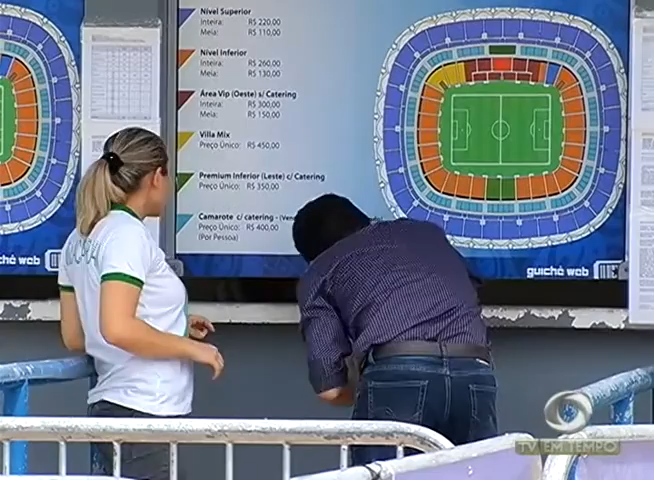 Nível Superior
Inteira: R$ 220,00
Meia: R$ 110,00
Nível Inferior
Inteira: R$ 260,00
Meia: R$ 130,00
Área Vip (Oeste) s/ Catering
Inteira: R$ 300,00
Meia: R$ 150,00
Villa Mix
Preço Único: R$ 450,00
Premium Inferior (Leste) c/ Catering
Preço Único: R$ 350,00
Camarote c/ catering -
Preço Único: R$ 400,00
(Por Pessoa)
guichê web
guichê web
TV EM TEMPO